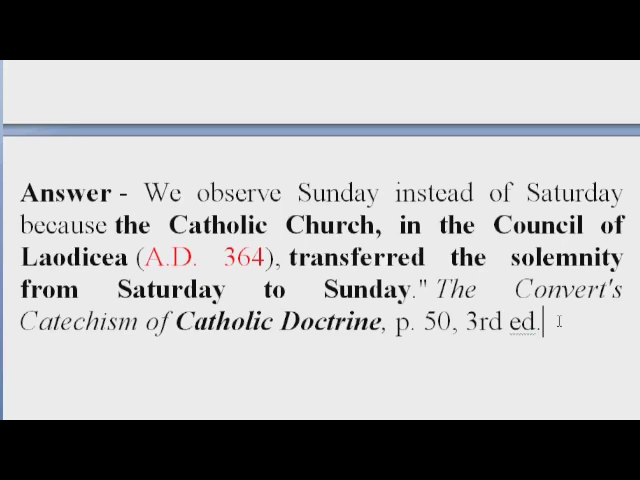 Answer - We observe Sunday instead of Saturday
because the Catholic Church, in the Council of
Laodicea (A.D. 364), transferred the solemnity
from Saturday to Sunday." The Convert's
Catechism of Catholic Doctrine, p. 50, 3rd ed.